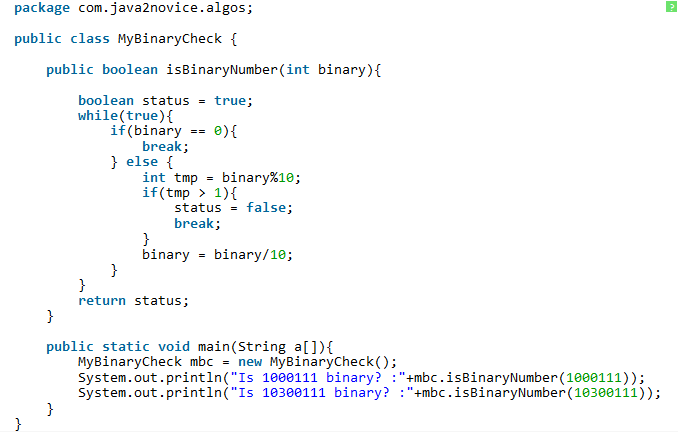 package com.java2novice.algos;
?
public class MyBinaryCheck {
    public boolean isBinaryNumber(int binary){
        boolean status = true;
        while(true){
            if(binary == 0){
                break;
            } else {
                int tmp = binary%10;
                if(tmp > 1){
                    status = false;
                    break;
                }
                binary = binary/10;
            }
        }
        return status;
    }
    public static void main(String a[]){
        MyBinaryCheck mbc = new MyBinaryCheck();
        System.out.println("Is 1000111 binary? :"+mbc.isBinaryNumber(1000111));
        System.out.println("Is 10300111 binary? :"+mbc.isBinaryNumber(10300111));
    }
}